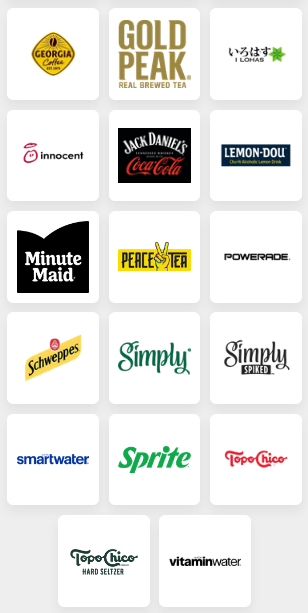 GEORGIA
Coffee
GOLD
PEAK
REAL BREWED TEA
いろはす
I LOHAS
innocent
JACK DANIEL'S
Coca-Cola
LEMON-DOU
Chu-Hi Alcoholic Lemon Drink
Minute
Maid
PEACE TEA
POWERADE
Schweppes
Simply
Simply
SPIKED
smartwater
Sprite
Topo Chico
Topo Chico
HARD SELTZER
vitaminwater